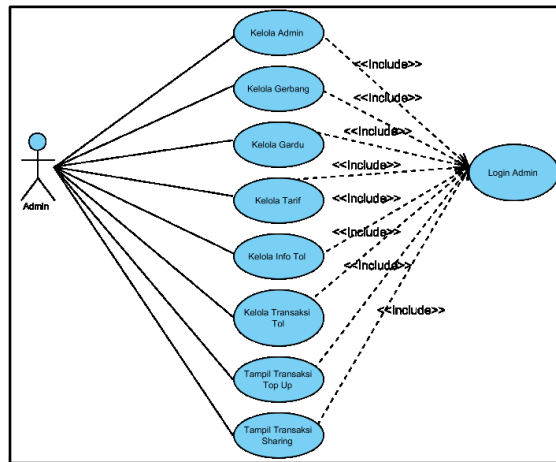 Kelola Admin
<<Include>>
Kelola Gerbang
<<Include>>
Kelola Gardu
<<Include>>
Login Admin
<<Include>>
Kelola Tarif
Admin
<<Include>>
Kelola Info Tol
<<Include>>
Kelola Transaksi
Tol
<<Include>>
Tampil Transaksi
Top Up
Tampil Transaksi
Sharing